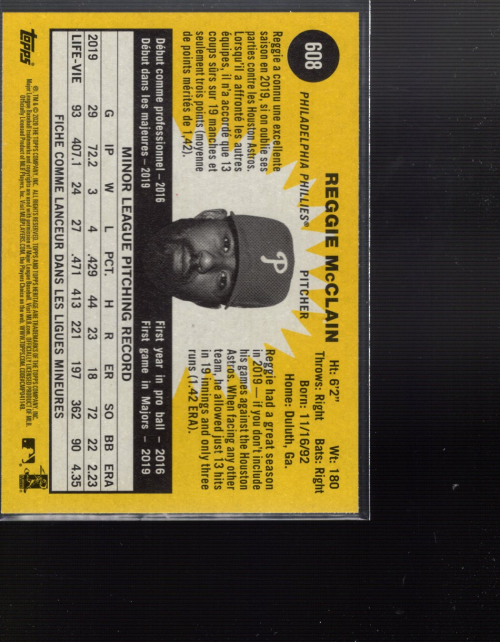 608
REGGIE McCLAIN
PHILADELPHIA PHILLIES® PITCHER
Ht: 6'2" Wt: 180
Throws: Right Bats: Right
Born: 11/16/92
Home: Duluth, Ga.
Reggie a connu une excellente
saison en 2019, si on oublie ses
parties contre les Houston Astros.
Lorsqu'il a affronté les autres
équipes, il n'a accordé que 13
coups sûrs sur 19 manches et
seulement trois points (moyenne
de points mérités de 1,42).
Reggie had a great season
in 2019 — if you don't include
his games against the Houston
Astros. When facing any other
team, he allowed just 13 hits
in 19 innings and only three
runs (1.42 ERA).
P
Début comme professionnel – 2016 First year in pro ball – 2016
Début dans les majeures – 2019 First game in Majors – 2019
MINOR LEAGUE PITCHING RECORD
G IP W L PCT. H R ER SO BB ERA
2019 29 72.2 3 4 .429 44 23 18 72 22 2.23
LIFE-VIE 93 407.1 24 27 .471 413 221 197 362 90 4.35
FICHE COMME LANCEUR DANS LES LIGUES MINEURES
topps®